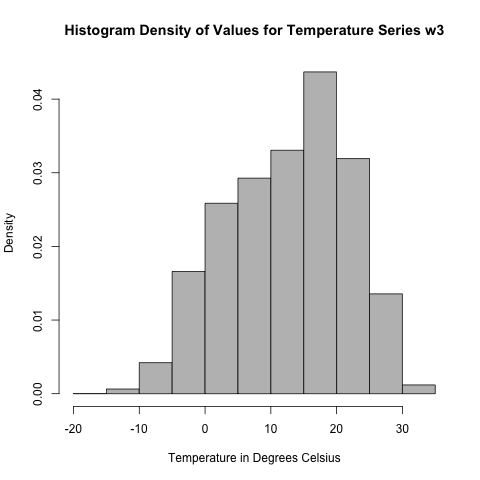 Histogram Density of Values for Temperature Series w3
Density
0.04
0.03
0.02
0.01
0.00
-20 -10 0 10 20 30
Temperature in Degrees Celsius